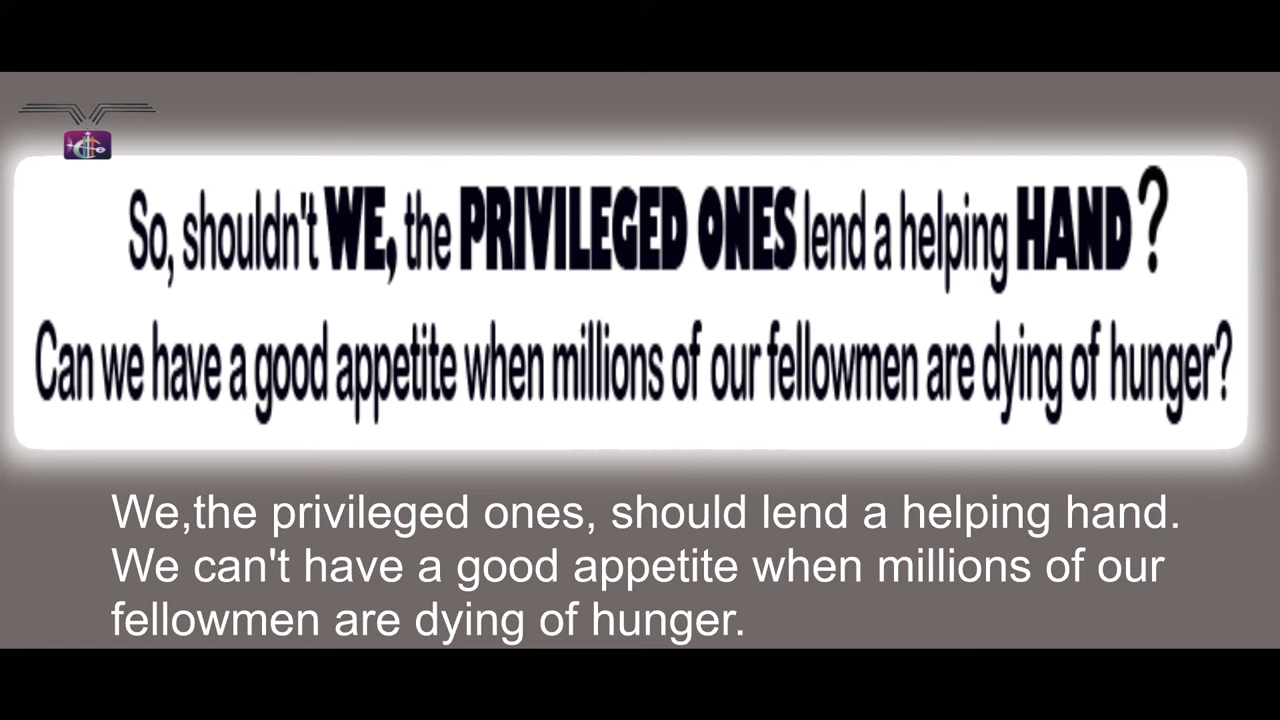 So, shouldn't WE, the PRIVILEGED ONES lend a helping HAND?
Can we have a good appetite when millions of our fellowmen are dying of hunger?
We,the privileged ones, should lend a helping hand.
We can't have a good appetite when millions of our
fellowmen are dying of hunger.